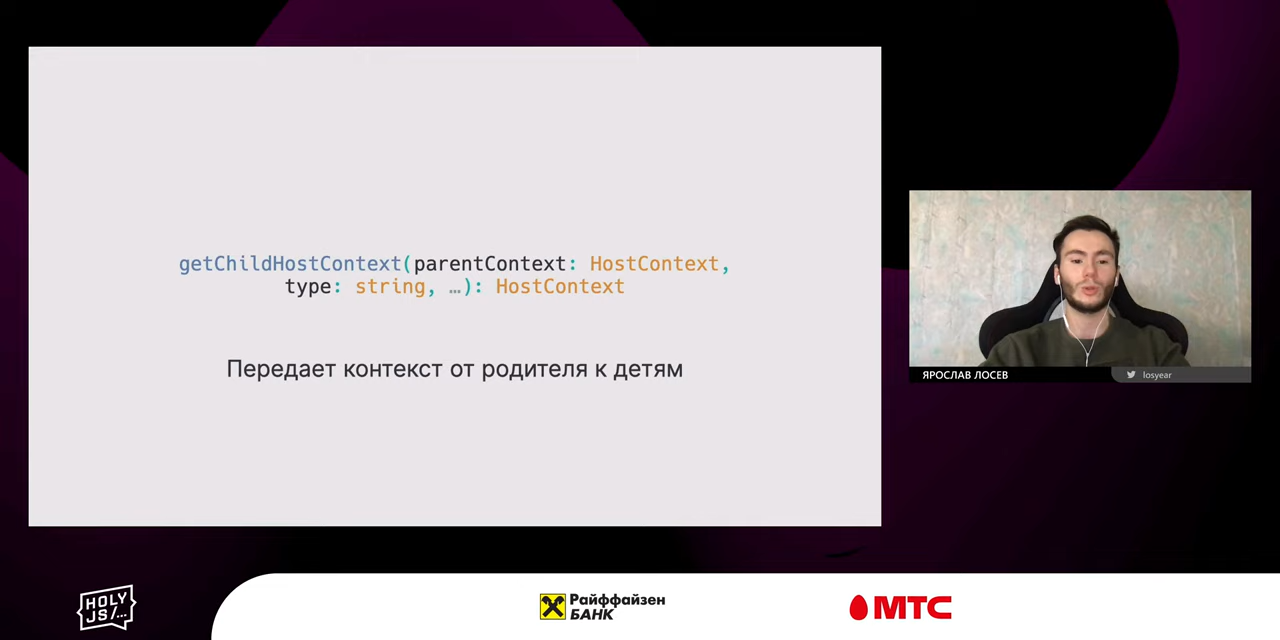 getChildHostContext(parentContext: HostContext,
type: string, …): HostContext
Передает контекст от родителя к детям
ЯРОСЛАВ ЛОСЕВ
losyear
HOLY
JS/...
Райффайзен
БАНК
МТС